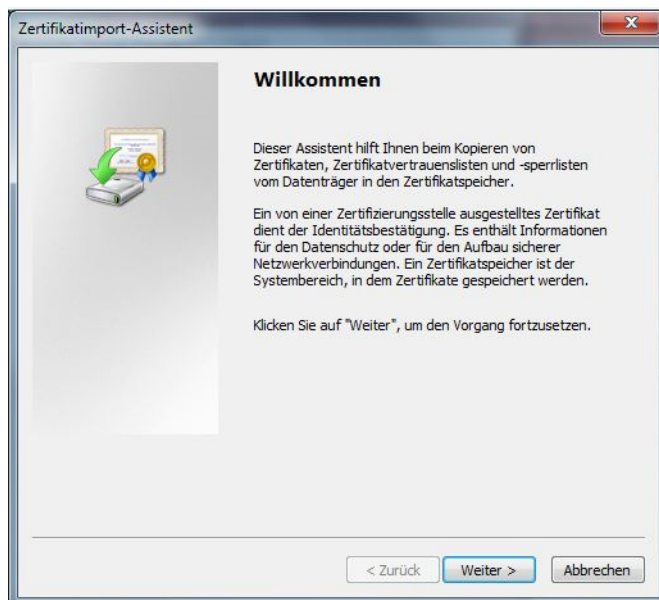 Zertifikatimport-Assistent
Willkommen
Dieser Assistent hilft Ihnen beim Kopieren von
Zertifikaten, Zertifikatvertrauenslisten und -sperrlisten
vom Datenträger in den Zertifikatspeicher.
Ein von einer Zertifizierungsstelle ausgestelltes Zertifikat
dient der Identitätsbestätigung. Es enthält Informationen
für den Datenschutz oder für den Aufbau sicherer
Netzwerkverbindungen. Ein Zertifikatspeicher ist der
Systembereich, in dem Zertifikate gespeichert werden.
Klicken Sie auf "Weiter", um den Vorgang fortzusetzen.
< Zurück Weiter > Abbrechen